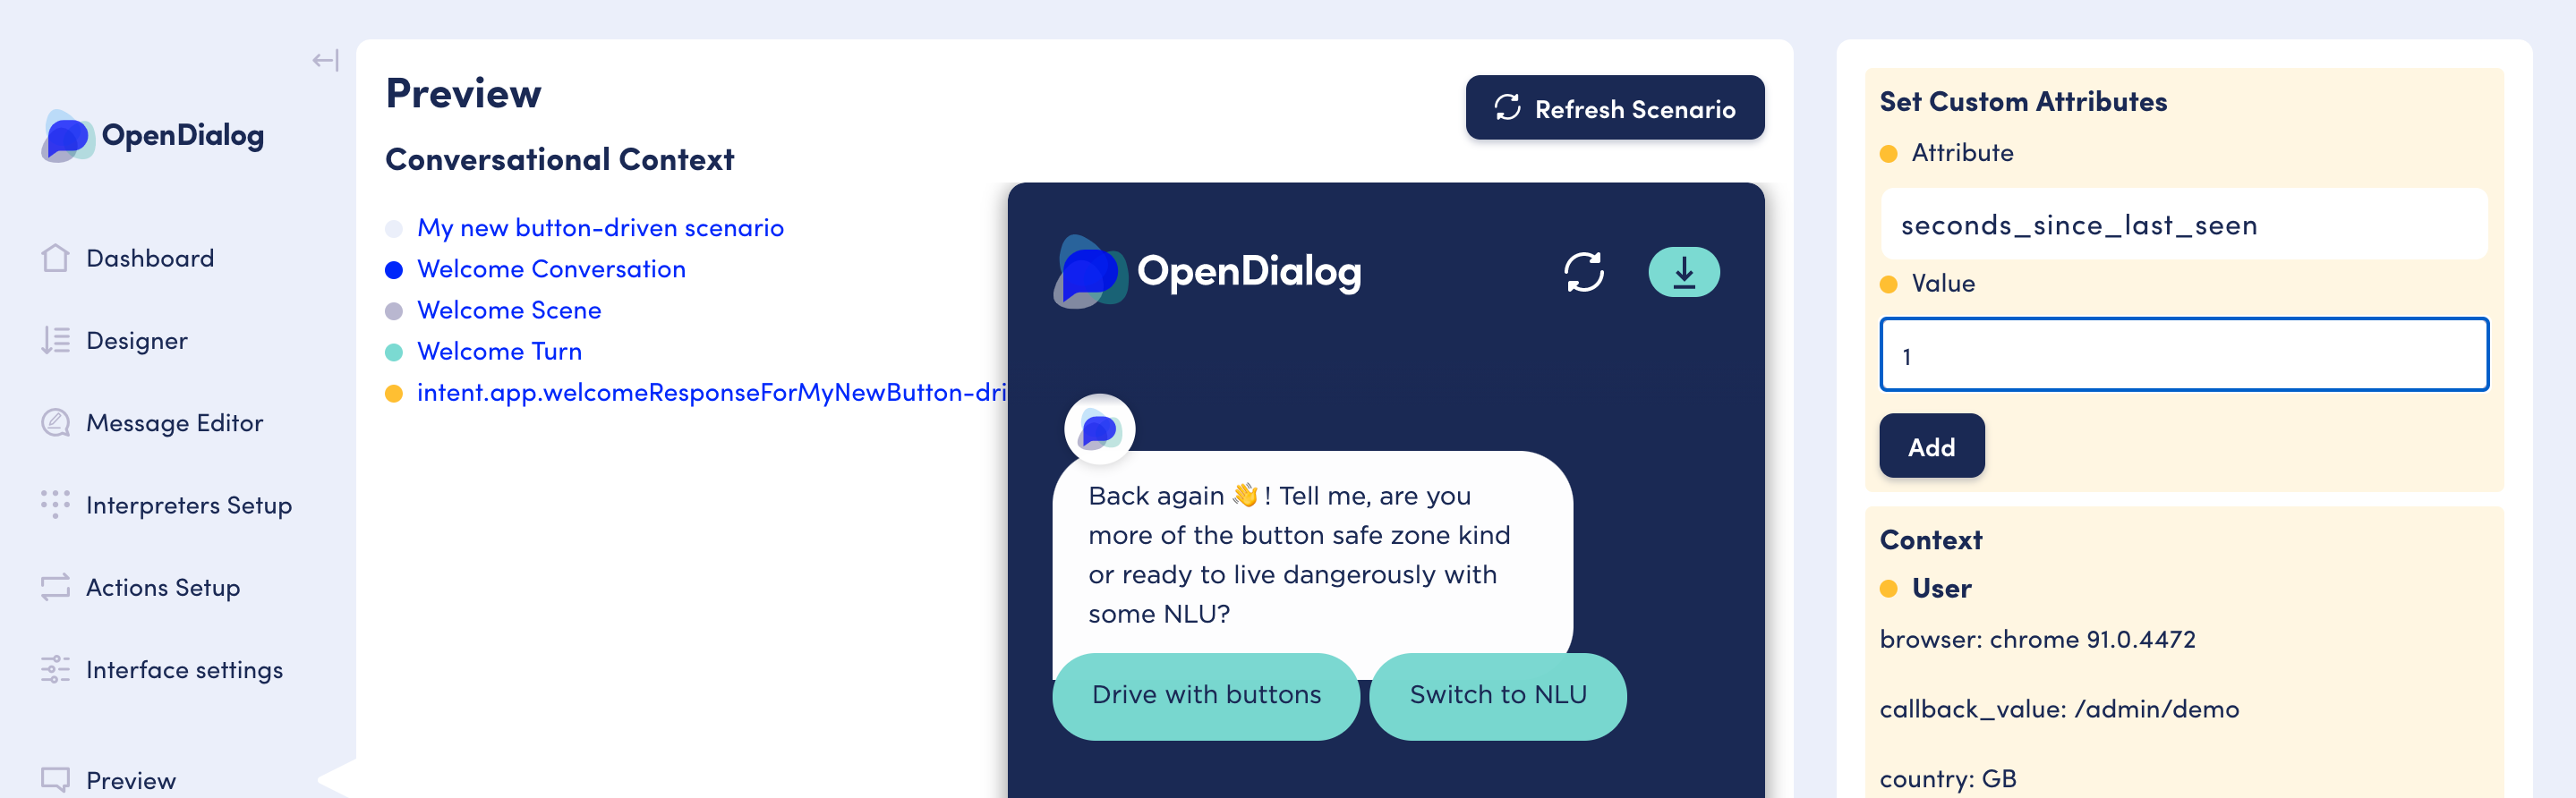 OpenDialog
Dashboard
Designer
Message Editor
Interpreters Setup
Actions Setup
Interface settings
Preview
Preview
Refresh Scenario
Conversational Context
My new button-driven scenario
Welcome Conversation
Welcome Scene
Welcome Turn
intent.app.welcomeResponseForMyNewButton-dri
OpenDialog
Back again 👋 ! Tell me, are you
more of the button safe zone kind
or ready to live dangerously with
some NLU?
Drive with buttons
Switch to NLU
Set Custom Attributes
Attribute
seconds_since_last_seen
Value
1
Add
Context
User
browser: chrome 91.0.4472
callback_value: /admin/demo
country: GB